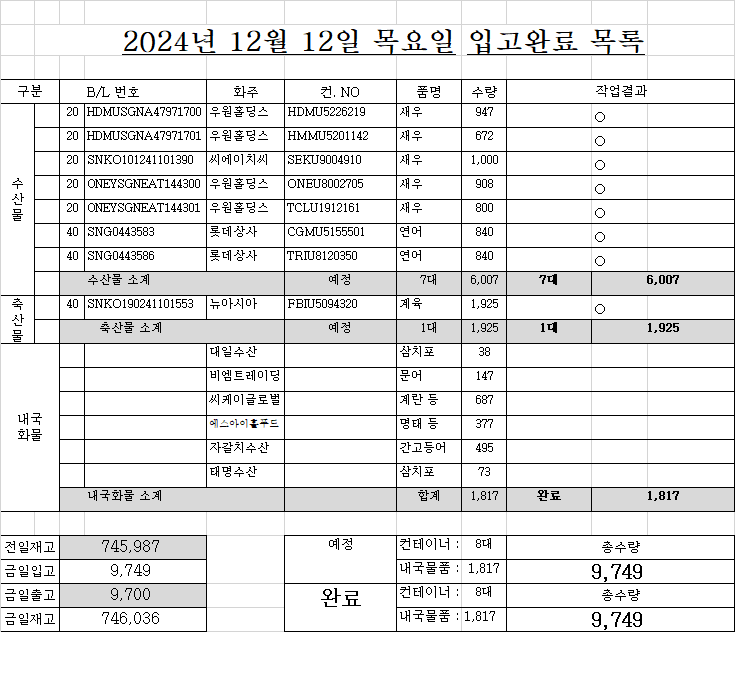 2024년 12월 12일 목요일 입고완료 목록
구분 B/L 번호 화주 컨. NO 품명 수량 작업결과
수산물
20 HDMUSGNA47971700 우원홀딩스 HDMU5226219 새우 947 ○
20 HDMUSGNA47971701 우원홀딩스 HMMU5201142 새우 672 ○
20 SNKO101241101390 씨에이치씨 SEKU9004910 새우 1,000 ○
20 ONEYSGNEAT144300 우원홀딩스 ONEU8002705 새우 908 ○
20 ONEYSGNEAT144301 우원홀딩스 TCLU1912161 새우 800 ○
40 SNG0443583 롯데상사 CGMU5155501 연어 840 ○
40 SNG0443586 롯데상사 TRIU8120350 연어 840 ○
수산물 소계 예정 7대 6,007 7대 6,007
축산물
40 SNKO190241101553 뉴아시아 FBIU5094320 계육 1,925 ○
축산물 소계 예정 1대 1,925 1대 1,925
내국화물
대일수산 삼치포 38
비엠트레이딩 문어 147
씨케이글로벌 계란 등 687
에스아이홀푸드 명태 등 377
자갈치수산 간고등어 495
태명수산 삼치포 73
내국화물 소계 합계 1,817 완료 1,817
전일재고 745,987 예정 컨테이너 : 8대 총수량
금일입고 9,749 내국물품 : 1,817 9,749
금일출고 9,700 완료 컨테이너 : 8대 총수량
금일재고 746,036 내국물품 : 1,817 9,749